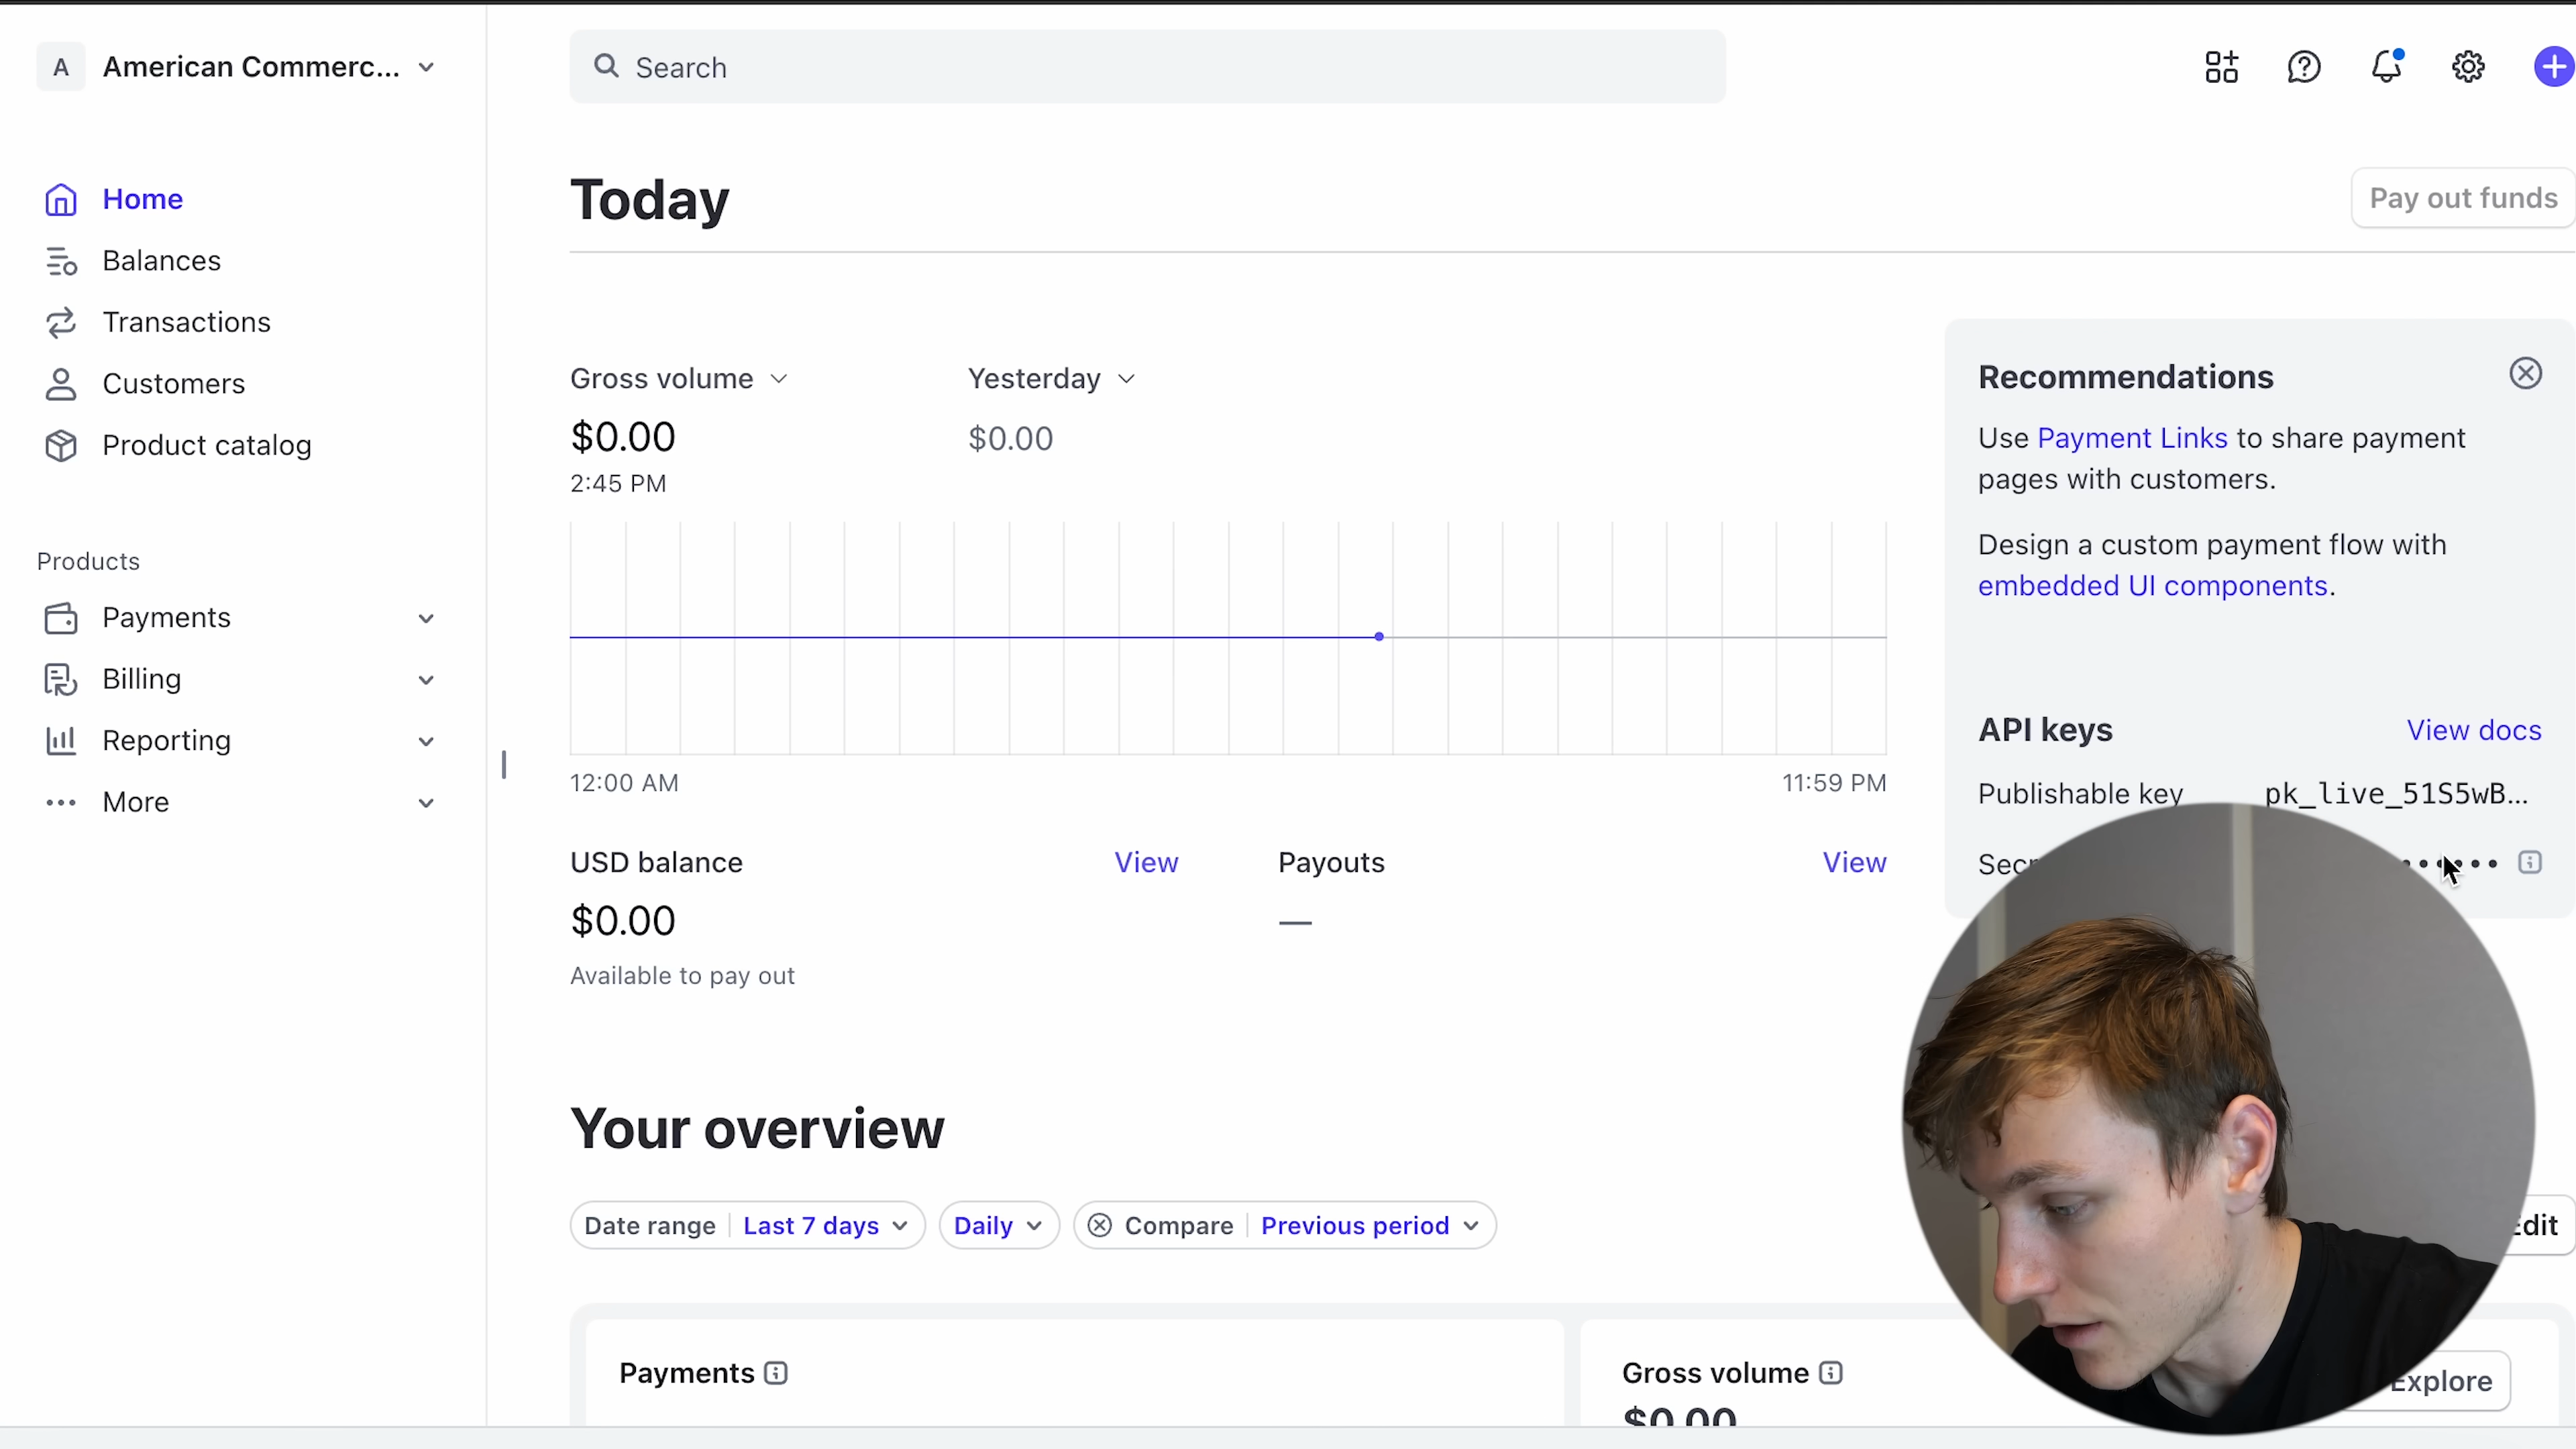 A American Commerc...
Search
Home
Balances
Transactions
Customers
Product catalog
Products
Payments
Billing
Reporting
More
Today
Pay out funds
Gross volume
Yesterday
$0.00
$0.00
2:45 PM
12:00 AM
11:59 PM
USD balance
View
Payouts
View
$0.00
—
Available to pay out
Recommendations
Use Payment Links to share payment
pages with customers.
Design a custom payment flow with
embedded UI components.
API keys
View docs
Publishable key
pk_live_51S5wB...
Your overview
Date range Last 7 days
Daily
Compare Previous period
Edit
Payments
Gross volume
Explore
$0.00